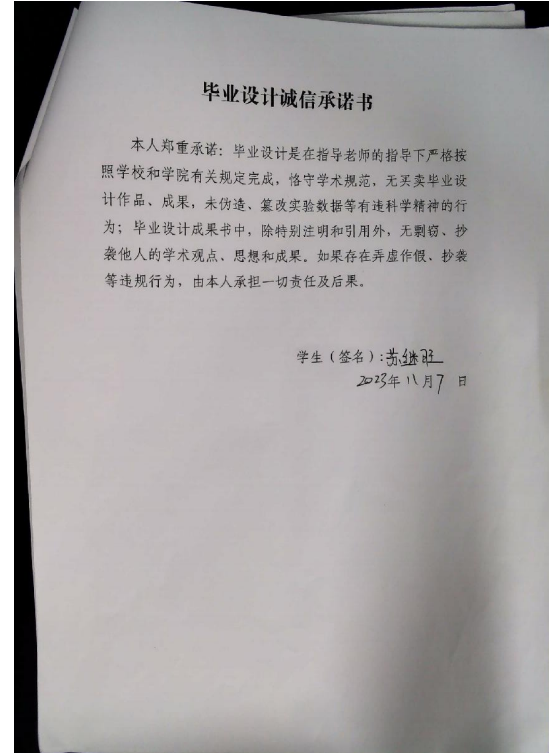 毕业设计诚信承诺书
本人郑重承诺：毕业设计是在指导老师的指导下严格按
照学校和学院有关规定完成，恪守学术规范，无买卖毕业设
计作品、成果，未伪造、篡改实验数据等有违科学精神的行
为；毕业设计成果书中，除特别注明和引用外，无剽窃、抄
袭他人的学术观点、思想和成果。如果存在弄虚作假、抄袭
等违规行为，由本人承担一切责任及后果。
学生（签名）:苏继
2023年11月7日